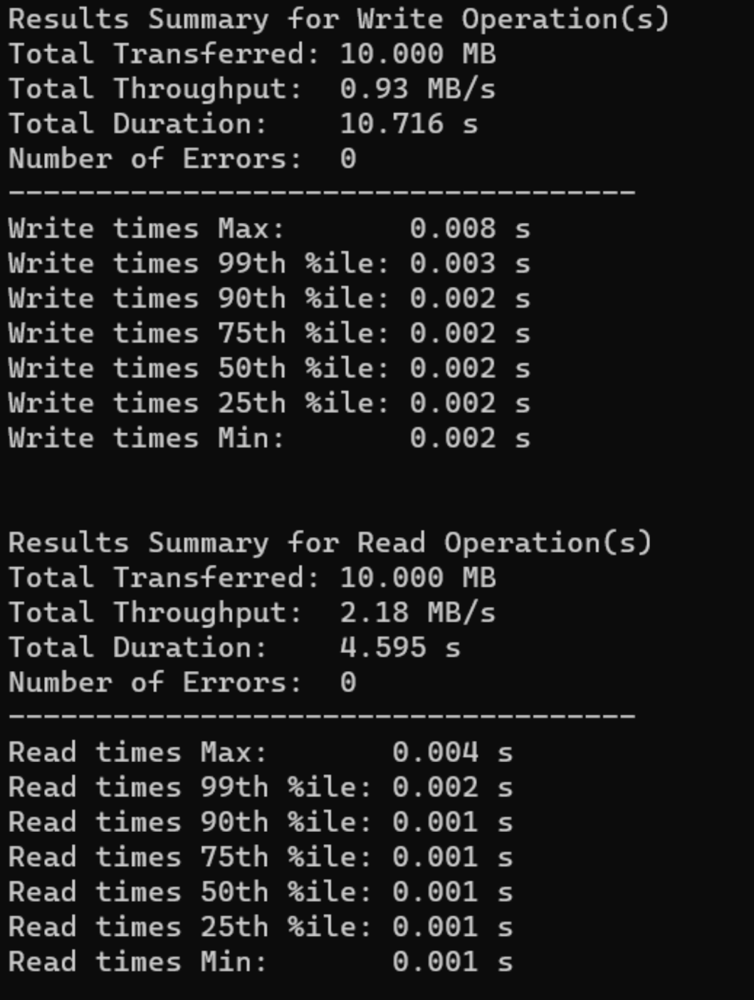 Results Summary for Write Operation(s)
Total Transferred: 10.000 MB
Total Throughput:  0.93 MB/s
Total Duration:    10.716 s
Number of Errors:  0
------------------------------------
Write times Max:       0.008 s
Write times 99th %ile: 0.003 s
Write times 90th %ile: 0.002 s
Write times 75th %ile: 0.002 s
Write times 50th %ile: 0.002 s
Write times 25th %ile: 0.002 s
Write times Min:       0.002 s
Results Summary for Read Operation(s)
Total Transferred: 10.000 MB
Total Throughput:  2.18 MB/s
Total Duration:    4.595 s
Number of Errors:  0
------------------------------------
Read times Max:       0.004 s
Read times 99th %ile: 0.002 s
Read times 90th %ile: 0.001 s
Read times 75th %ile: 0.001 s
Read times 50th %ile: 0.001 s
Read times 25th %ile: 0.001 s
Read times Min:       0.001 s